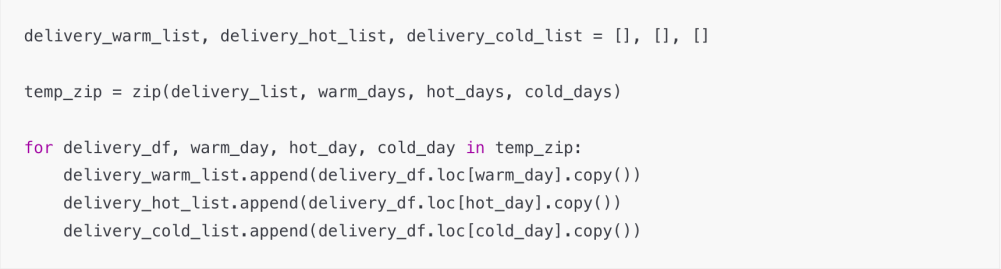 delivery_warm_list, delivery_hot_list, delivery_cold_list = [], [], []
temp_zip = zip(delivery_list, warm_days, hot_days, cold_days)
for delivery_df, warm_day, hot_day, cold_day in temp_zip:
    delivery_warm_list.append(delivery_df.loc[warm_day].copy())
    delivery_hot_list.append(delivery_df.loc[hot_day].copy())
    delivery_cold_list.append(delivery_df.loc[cold_day].copy())